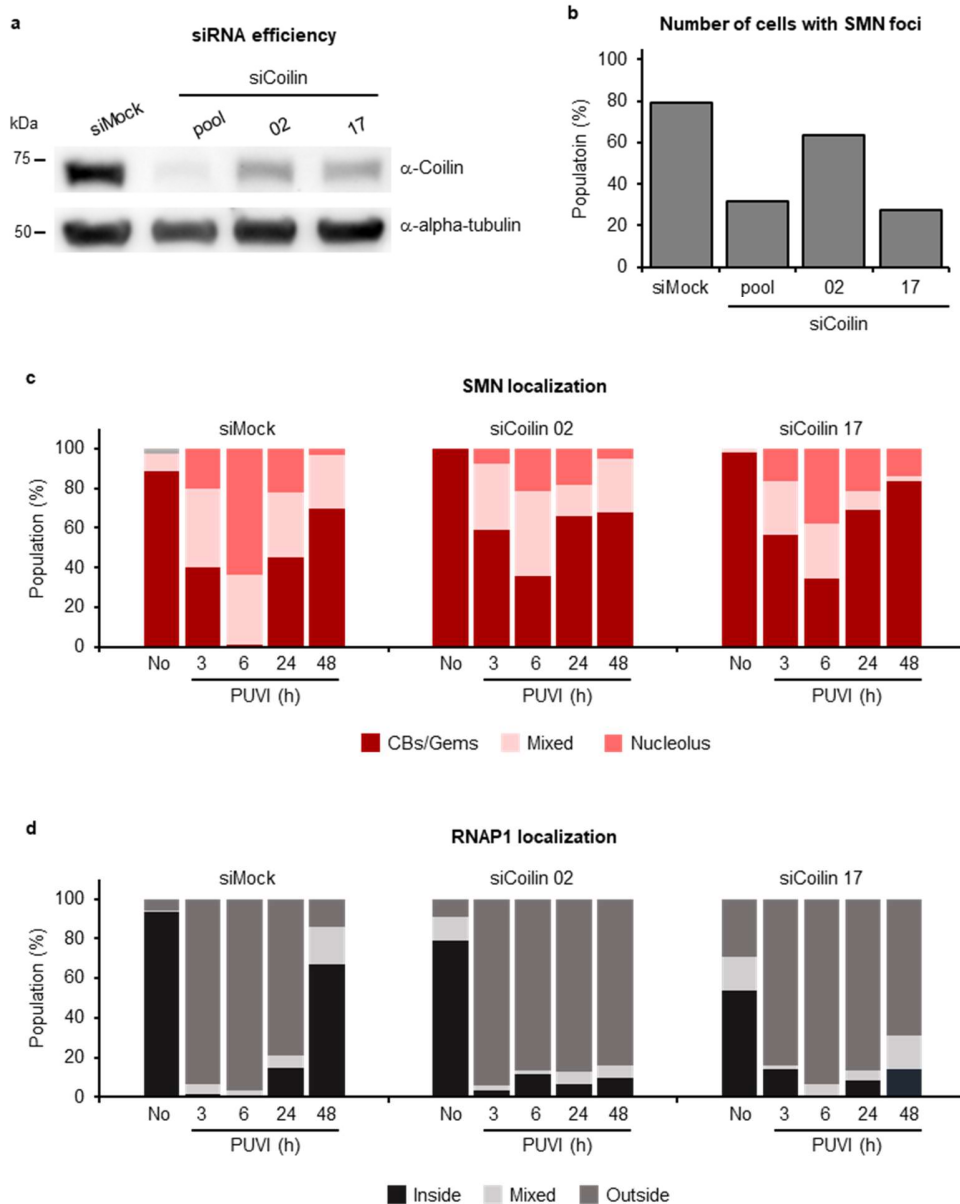 a
siRNA efficiency
siCoilin
kDa
siMock
pool
02
17
75
α-Coilin
50
α-alpha-tubulin
b
Number of cells with SMN foci
Populatoin (%)
100
80
60
40
20
0
siMock
pool
02
17
siCoilin
c
SMN localization
siMock
siCoilin 02
siCoilin 17
Population (%)
100
80
60
40
20
0
No 3 6 24 48
No 3 6 24 48
No 3 6 24 48
PUVI (h)
PUVI (h)
PUVI (h)
CBs/Gems Mixed Nucleolus
d
RNAP1 localization
siMock
siCoilin 02
siCoilin 17
Population (%)
100
80
60
40
20
0
No 3 6 24 48
No 3 6 24 48
No 3 6 24 48
PUVI (h)
PUVI (h)
PUVI (h)
Inside Mixed Outside